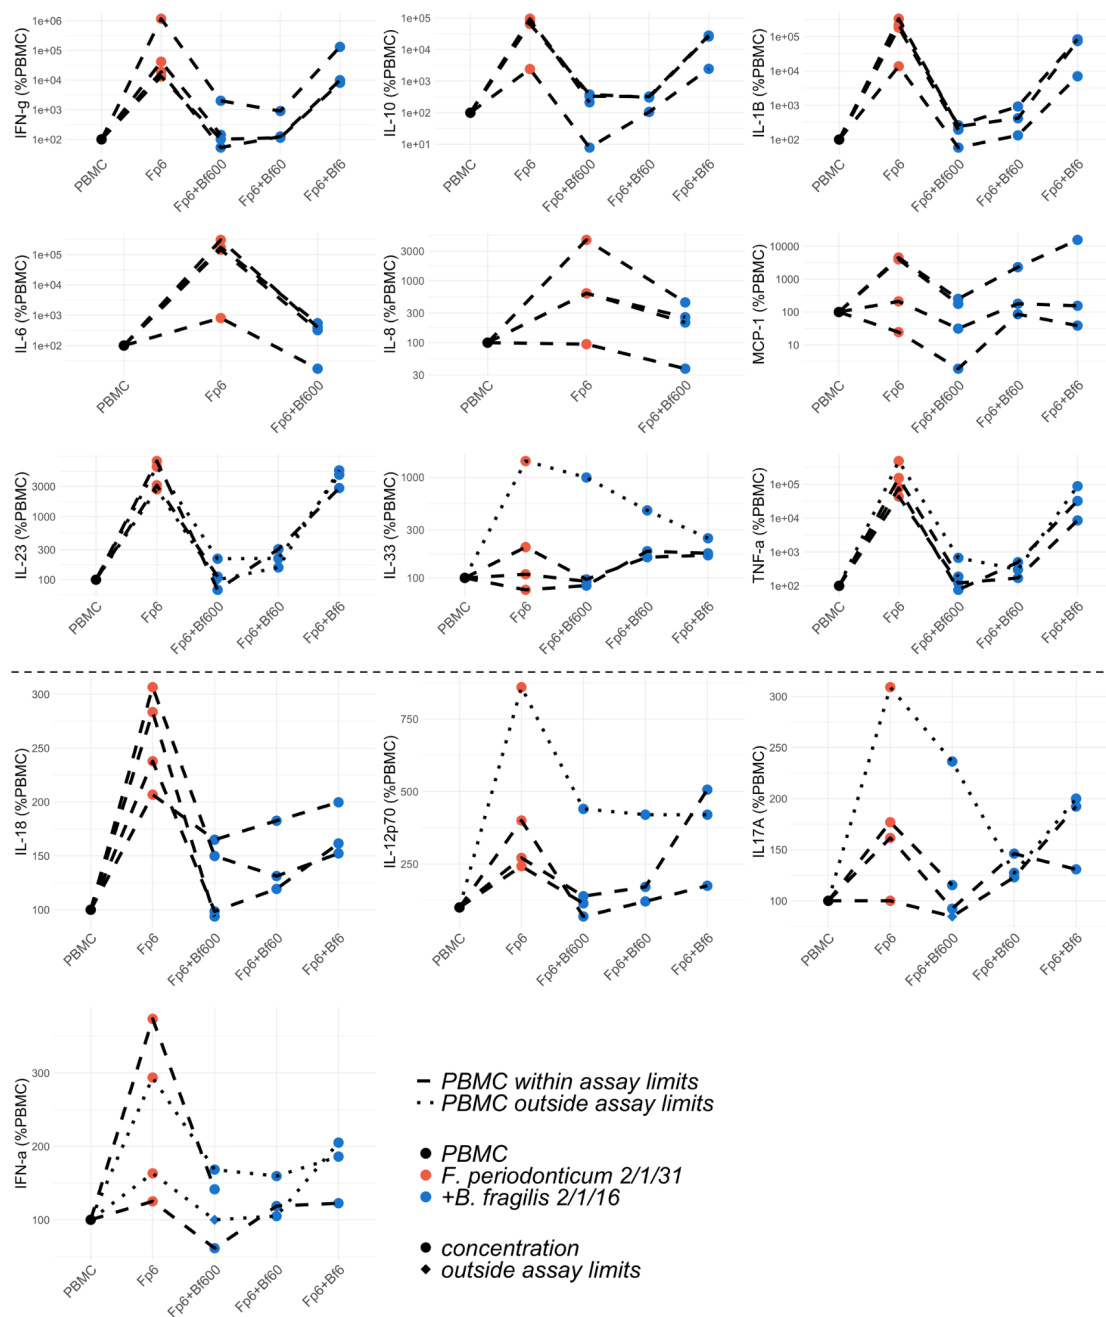 IFN-g (%PBMC)
1e+06
1e+05
1e+04
1e+03
1e+02
PBMC
Fp6
Fp6+Bf600
Fp6+Bf60
Fp6+Bf6
IL-10 (%PBMC)
1e+05
1e+04
1e+03
1e+02
1e+01
PBMC
Fp6
Fp6+Bf600
Fp6+Bf60
Fp6+Bf6
IL-1B (%PBMC)
1e+05
1e+04
1e+03
1e+02
PBMC
Fp6
Fp6+Bf600
Fp6+Bf60
Fp6+Bf6
IL-6 (%PBMC)
1e+05
1e+04
1e+03
1e+02
PBMC
Fp6
Fp6+Bf600
IL-8 (%PBMC)
3000
1000
300
100
30
PBMC
Fp6
Fp6+Bf600
MCP-1 (%PBMC)
10000
1000
100
10
PBMC
Fp6
Fp6+Bf600
Fp6+Bf60
Fp6+Bf6
IL-23 (%PBMC)
3000
1000
300
100
PBMC
Fp6
Fp6+Bf600
Fp6+Bf60
Fp6+Bf6
IL-33 (%PBMC)
1000
300
100
PBMC
Fp6
Fp6+Bf600
Fp6+Bf60
Fp6+Bf6
TNF-a (%PBMC)
1e+05
1e+04
1e+03
1e+02
PBMC
Fp6
Fp6+Bf600
Fp6+Bf60
Fp6+Bf6
IL-18 (%PBMC)
300
250
200
150
100
PBMC
Fp6
Fp6+Bf600
Fp6+Bf60
Fp6+Bf6
IL-12p70 (%PBMC)
750
500
250
PBMC
Fp6
Fp6+Bf600
Fp6+Bf60
Fp6+Bf6
IL17A (%PBMC)
300
250
200
150
100
PBMC
Fp6
Fp6+Bf600
Fp6+Bf60
Fp6+Bf6
IFN-a (%PBMC)
300
200
100
PBMC
Fp6
Fp6+Bf600
Fp6+Bf60
Fp6+Bf6
PBMC within assay limits
PBMC outside assay limits
PBMC
F. periodonticum 2/1/31
+B. fragilis 2/1/16
concentration
outside assay limits